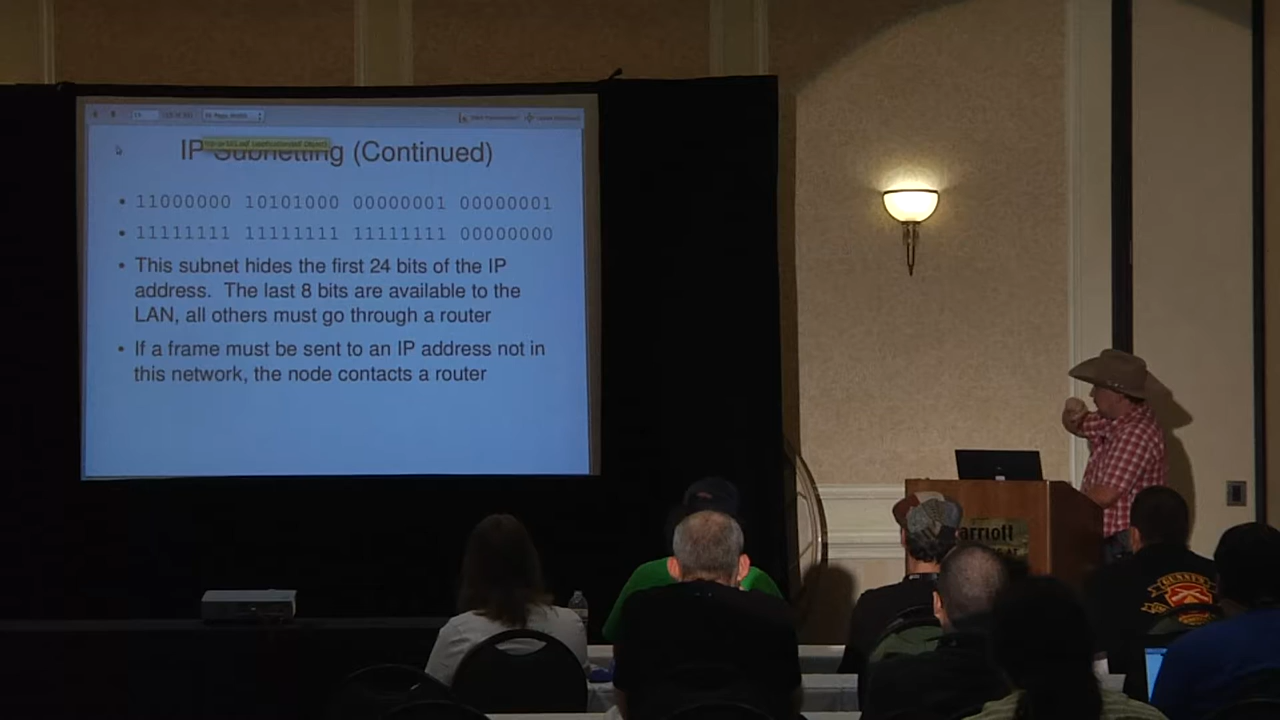 IP Subnetting (Continued)
• 11000000 10101000 00000001 00000001
• 11111111 11111111 11111111 00000000
• This subnet hides the first 24 bits of the IP
address. The last 8 bits are available to the
LAN, all others must go through a router
• If a frame must be sent to an IP address not in
this network, the node contacts a router
arriott